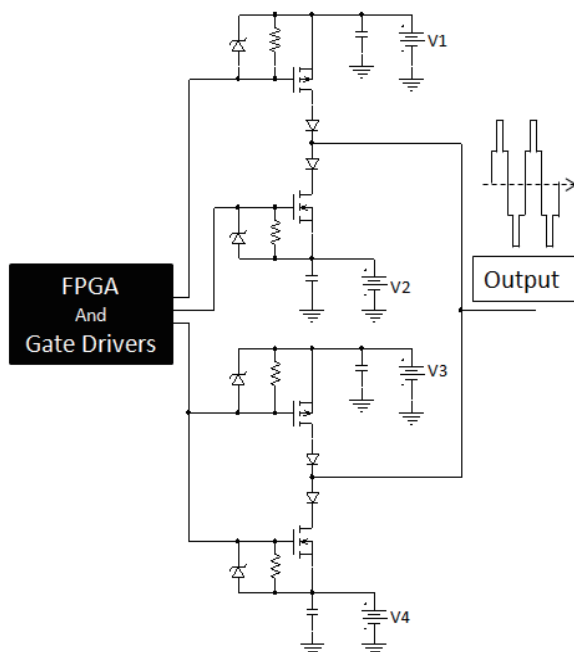 V1
V2
FPGA
And
Gate Drivers
Output
V3
V4